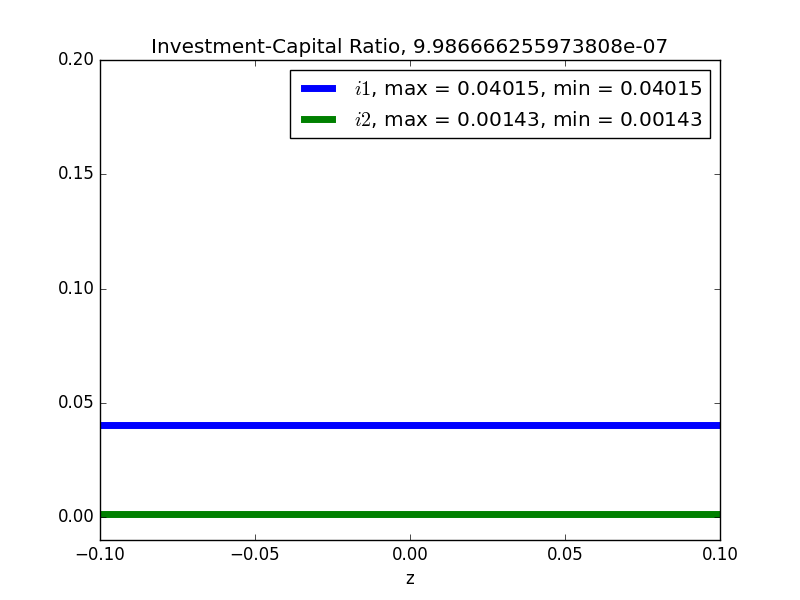 Investment-Capital Ratio, 9.986666255973808e-07
0.20
i1, max = 0.04015, min = 0.04015
i2, max = 0.00143, min = 0.00143
0.15
0.10
0.05
0.00
−0.10 −0.05 0.00 0.05 0.10
z